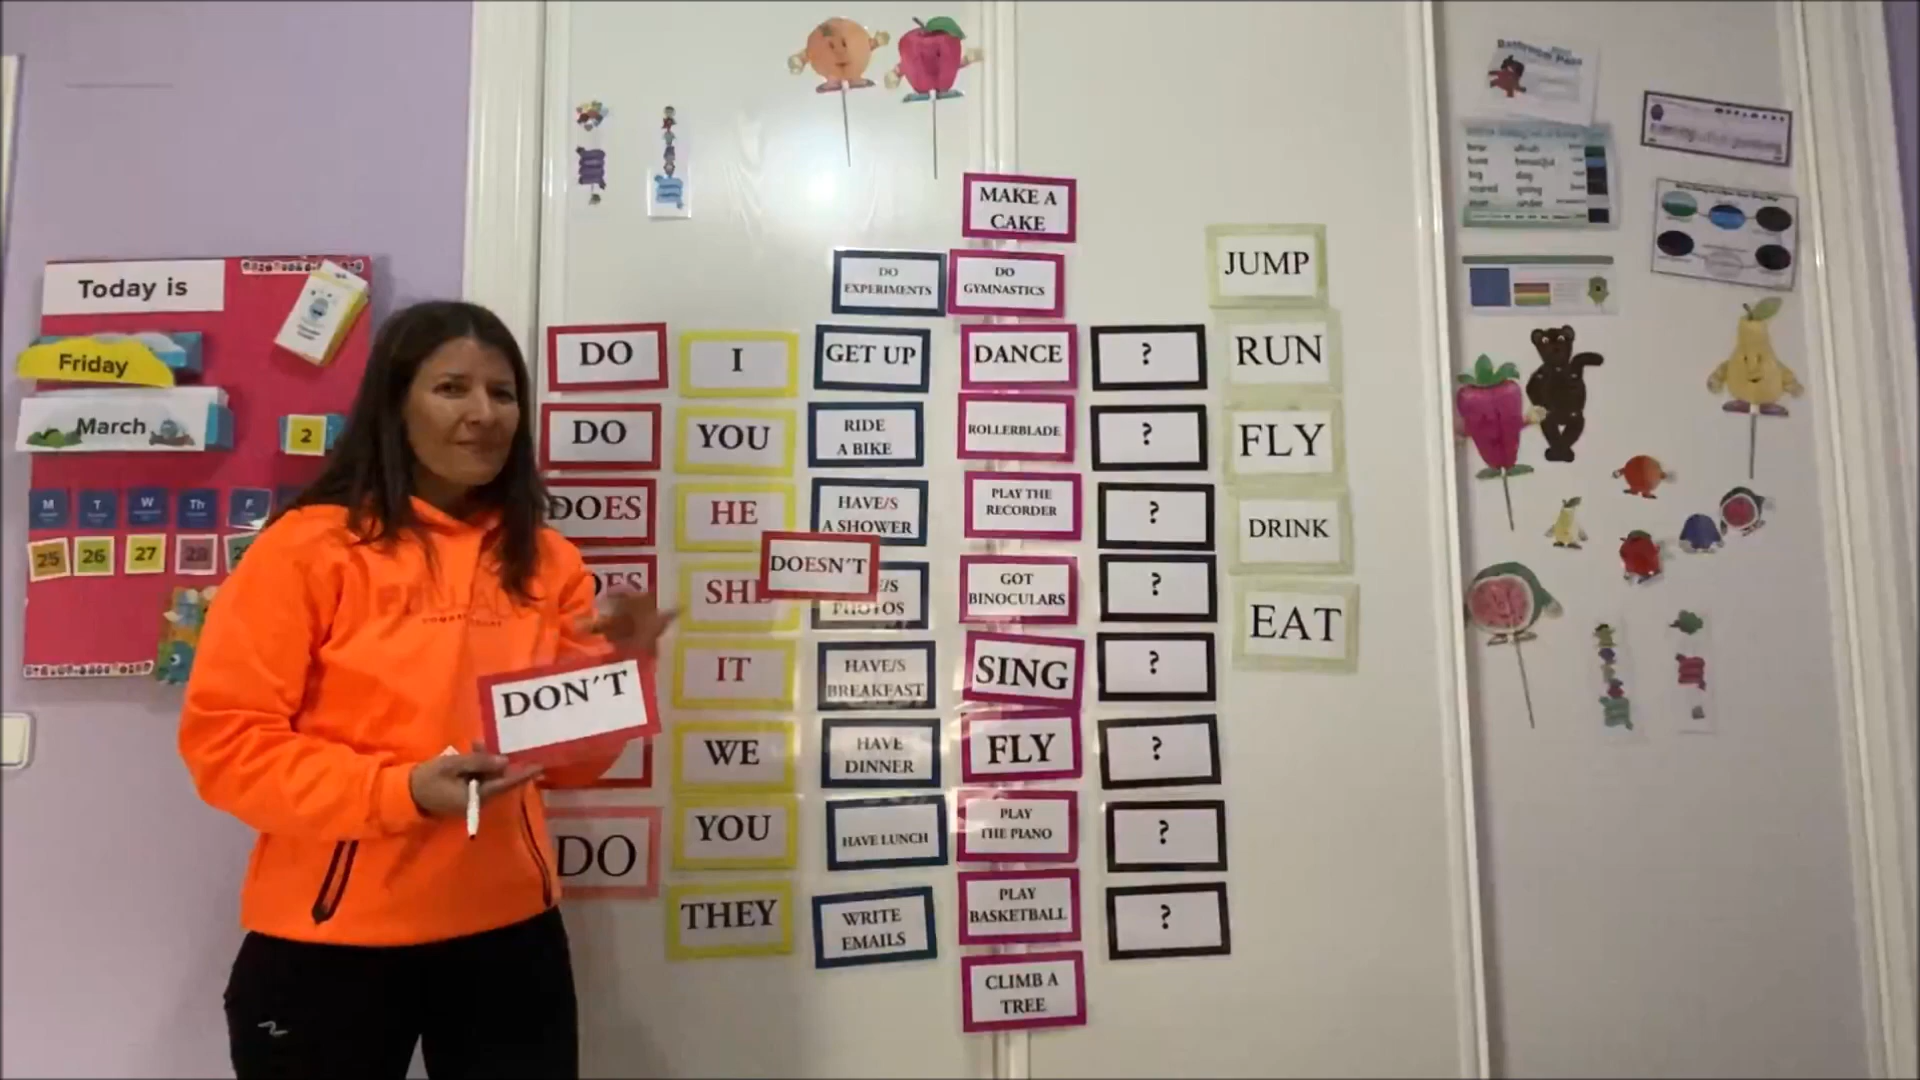 Today is
Friday
March
2
M T W Th F
25 26 27 28
DO
DO
DOES
DOES
DO
DON´T
DOESN´T
I
YOU
HE
SHE
IT
WE
YOU
THEY
DO
EXPERIMENTS
GET UP
RIDE
A BIKE
HAVE/S
A SHOWER
E/S
PHOTOS
HAVE/S
BREAKFAST
HAVE
DINNER
HAVE LUNCH
WRITE
EMAILS
MAKE A
CAKE
DO
GYMNASTICS
DANCE
ROLLERBLADE
PLAY THE
RECORDER
GOT
BINOCULARS
SING
FLY
PLAY
THE PIANO
PLAY
BASKETBALL
CLIMB A
TREE
?
?
?
?
?
?
?
?
JUMP
RUN
FLY
DRINK
EAT
Bathroom Pass